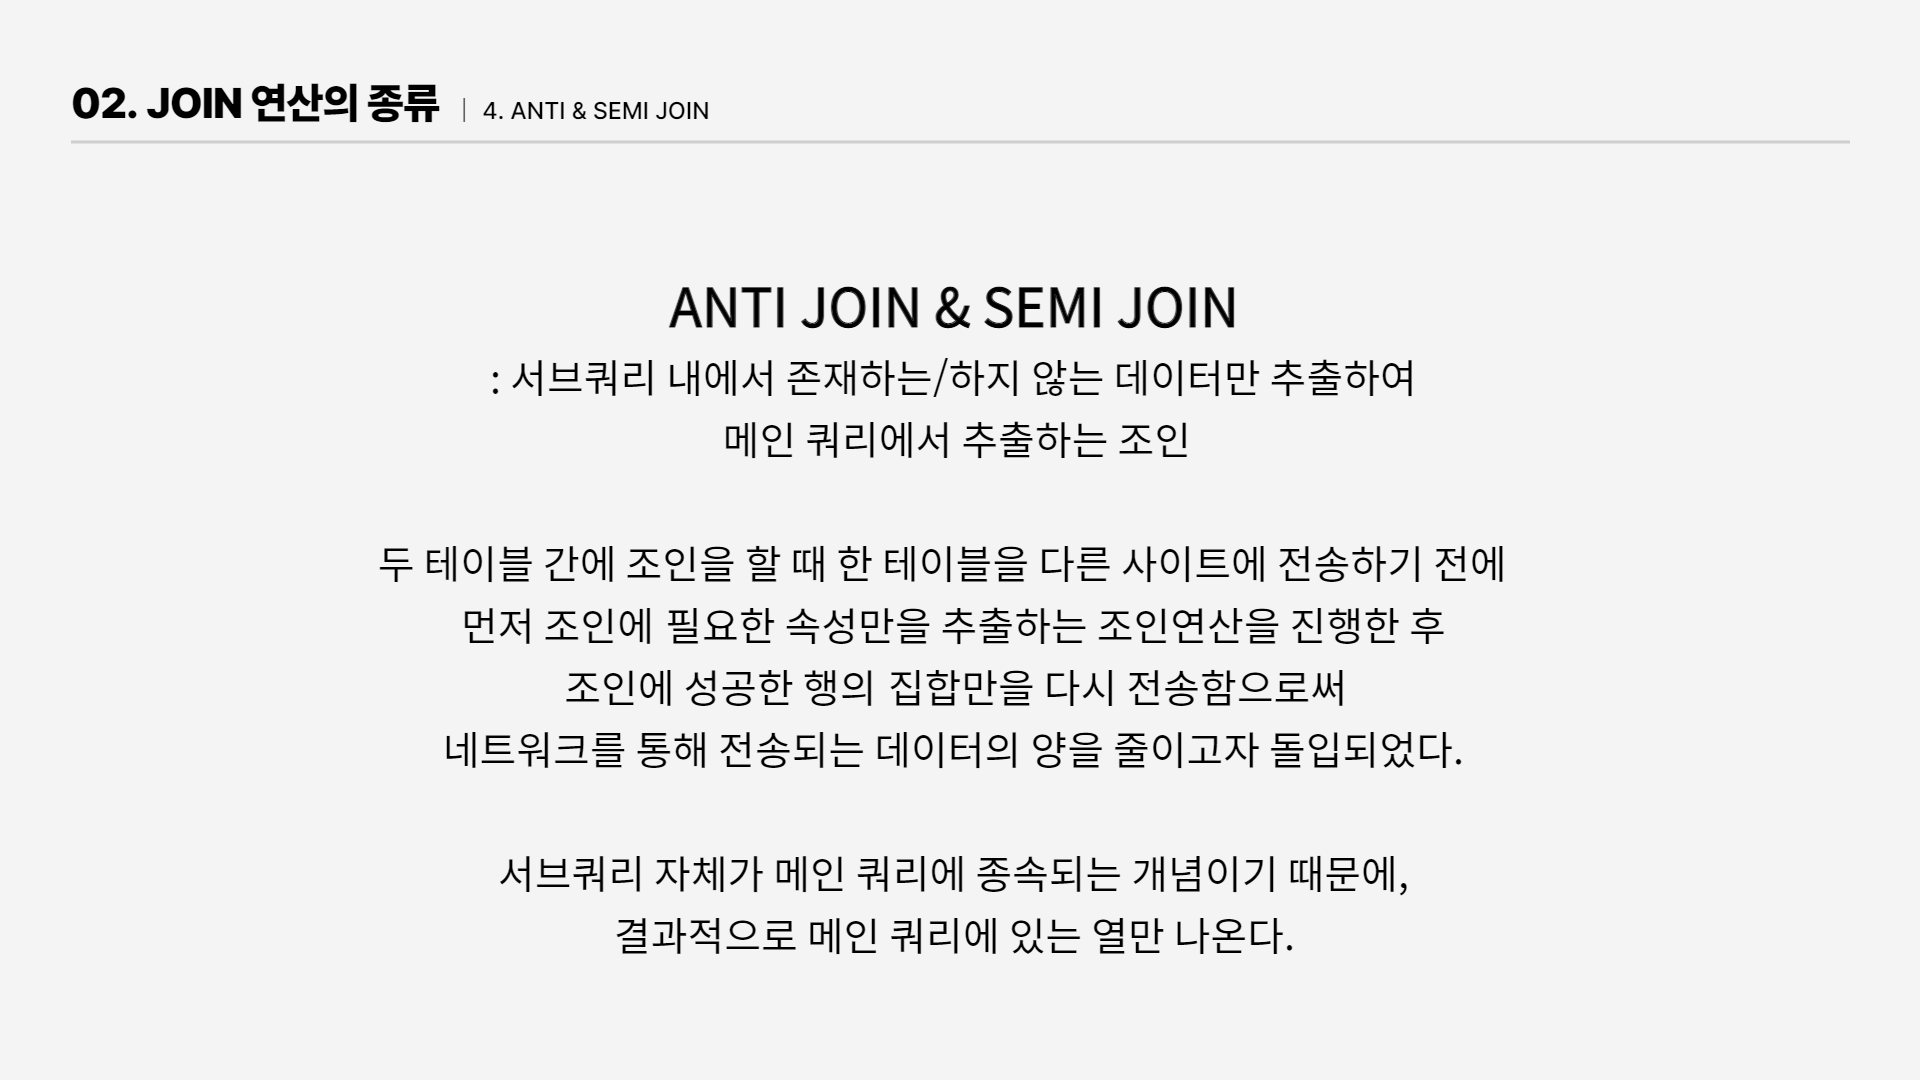 02. JOIN 연산의 종류 | 4. ANTI & SEMI JOIN
ANTI JOIN & SEMI JOIN
: 서브쿼리 내에서 존재하는/하지 않는 데이터만 추출하여
메인 쿼리에서 추출하는 조인
두 테이블 간에 조인을 할 때 한 테이블을 다른 사이트에 전송하기 전에
먼저 조인에 필요한 속성만을 추출하는 조인연산을 진행한 후
조인에 성공한 행의 집합만을 다시 전송함으로써
네트워크를 통해 전송되는 데이터의 양을 줄이고자 돌입되었다.
서브쿼리 자체가 메인 쿼리에 종속되는 개념이기 때문에,
결과적으로 메인 쿼리에 있는 열만 나온다.